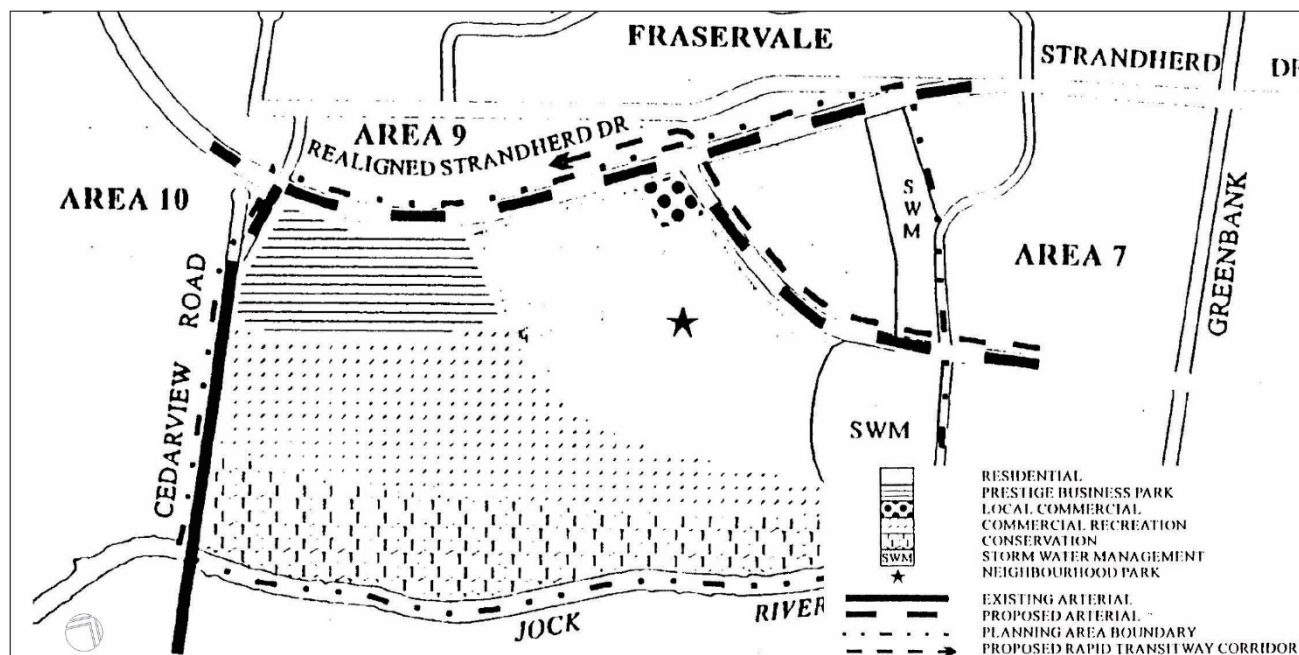 FRASERVALE
STRANDHERD DR
AREA 9
REALIGNED STRANDHERD DR
AREA 10
SWM
AREA 7
GREENBANK
CEDARVIEW ROAD
SWM
JOCK RIVER
RESIDENTIAL
PRESTIGE BUSINESS PARK
LOCAL COMMERCIAL
COMMERCIAL RECREATION
CONSERVATION
SWM STORM WATER MANAGEMENT
NEIGHBOURHOOD PARK
EXISTING ARTERIAL
PROPOSED ARTERIAL
PLANNING AREA BOUNDARY
PROPOSED RAPID TRANSITWAY CORRIDOR